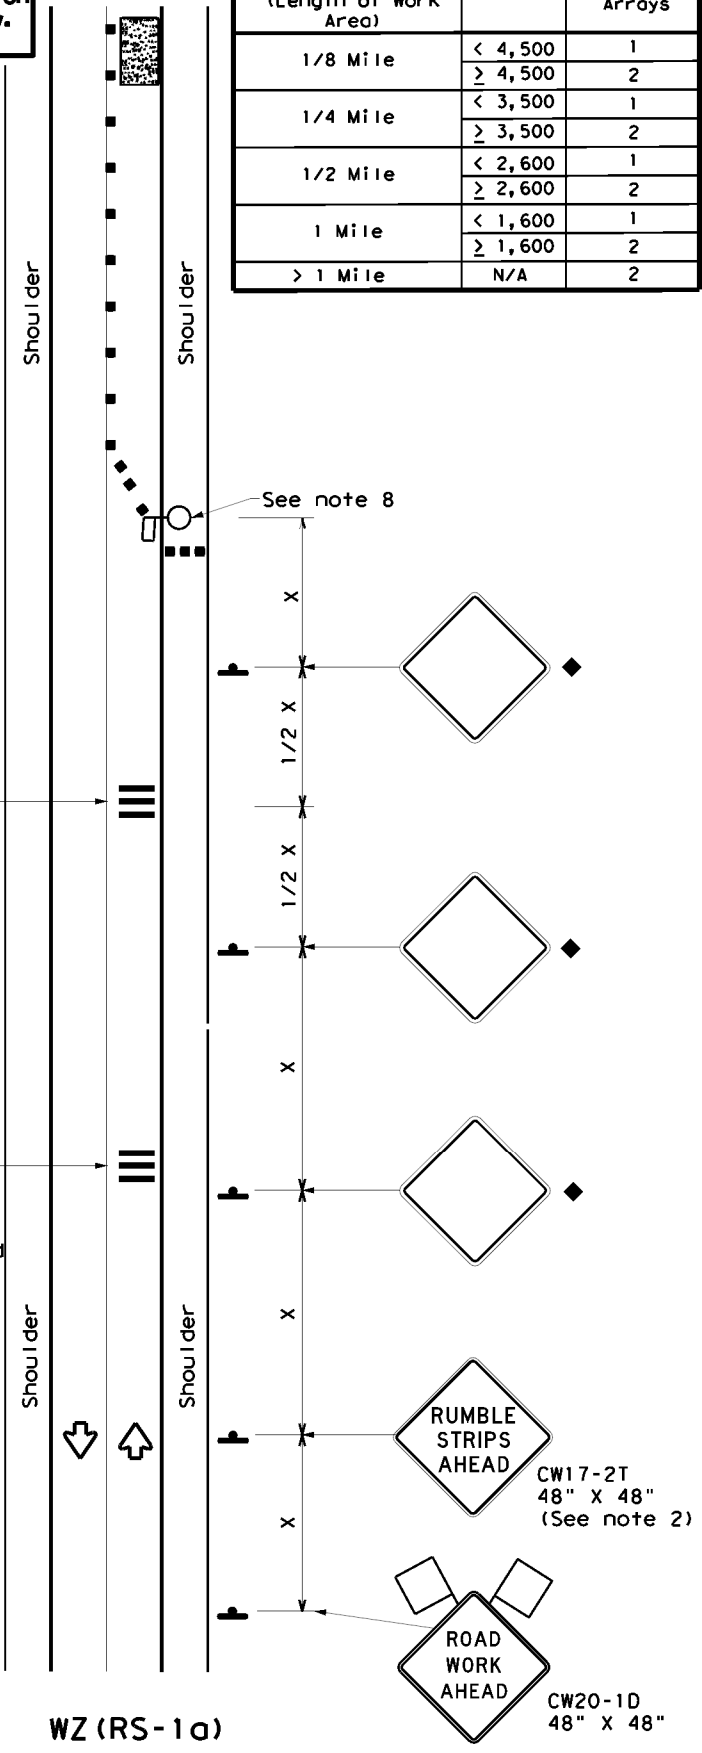 (Length of Work
Area)
Arrays
1/8 Mile
< 4,500
1
≥ 4,500
2
1/4 Mile
< 3,500
1
≥ 3,500
2
1/2 Mile
< 2,600
1
≥ 2,600
2
1 Mile
< 1,600
1
≥ 1,600
2
> 1 Mile
N/A
2
Shoulder
Shoulder
See note 8
X
1/2 X
1/2 X
X
X
Shoulder
Shoulder
RUMBLE
STRIPS
AHEAD
CW17-2T
48" X 48"
(See note 2)
X
ROAD
WORK
AHEAD
CW20-1D
48" X 48"
WZ(RS-1a)